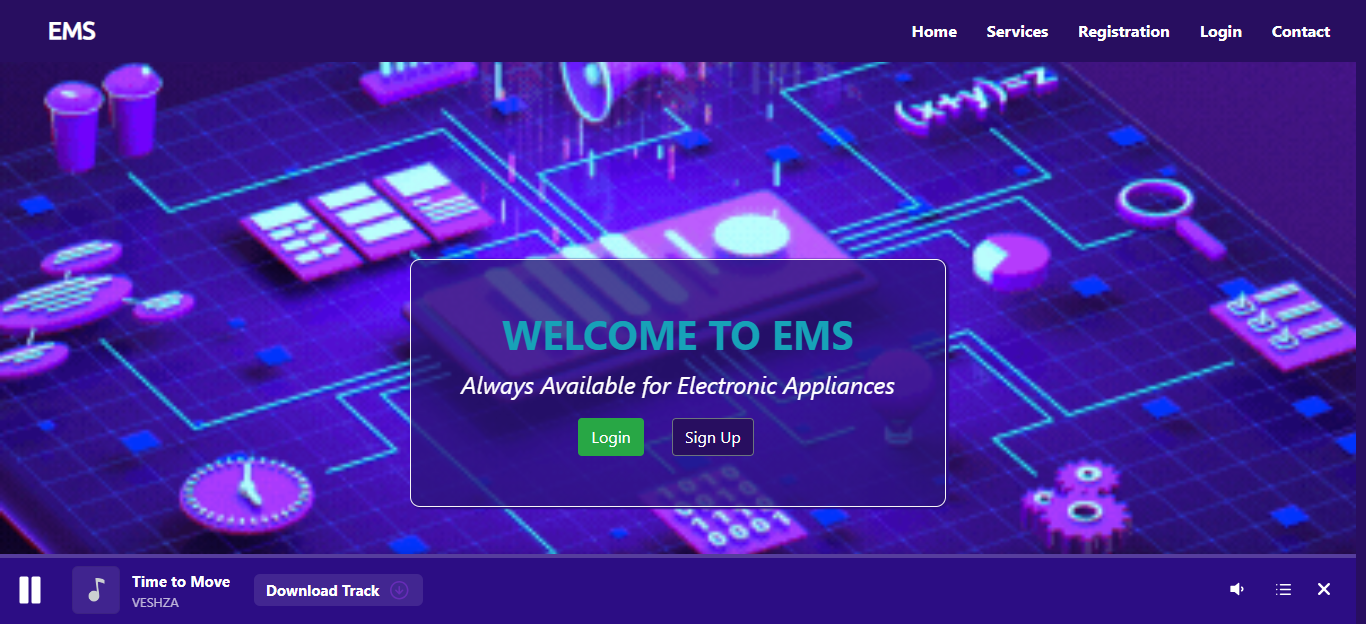 EMS
Home Services Registration Login Contact
(x+y)=z
WELCOME TO EMS
Always Available for Electronic Appliances
Login Sign Up
Time to Move
VESHZA
Download Track